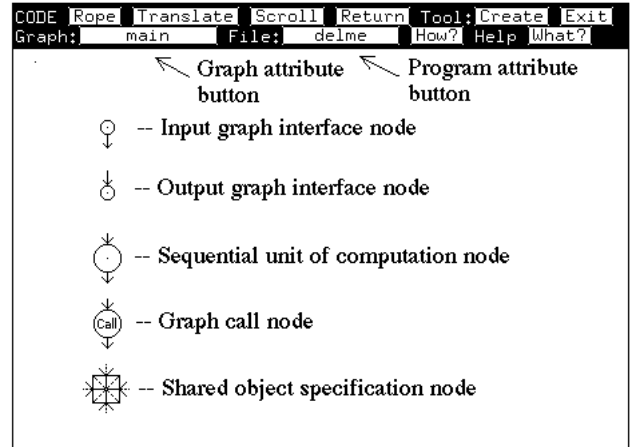 CODE Rope Translate Scroll Return Tool: Create Exit
Graph: main File: delme How? Help What?
Graph attribute button
Program attribute button
-- Input graph interface node
-- Output graph interface node
-- Sequential unit of computation node
Call -- Graph call node
-- Shared object specification node